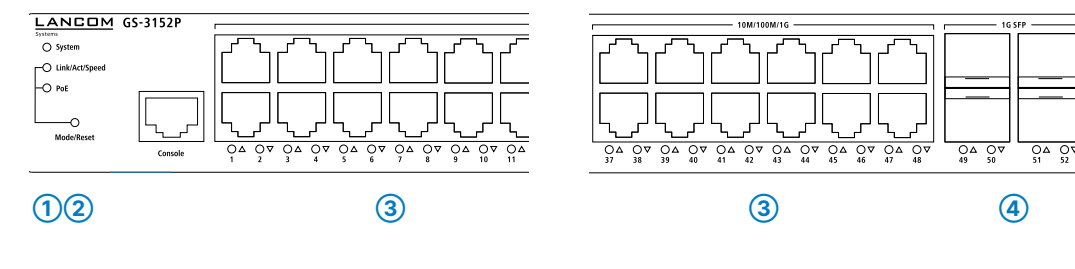 LANCOM GS-3152P
Systems
System
Link/Act/Speed
PoE
Mode/Reset
Console
1 2 3 4 5 6 7 8 9 10 11
10M/100M/1G
37 38 39 40 41 42 43 44 45 46 47 48
1G SFP
49 50 51 52
1 2 3 3 4